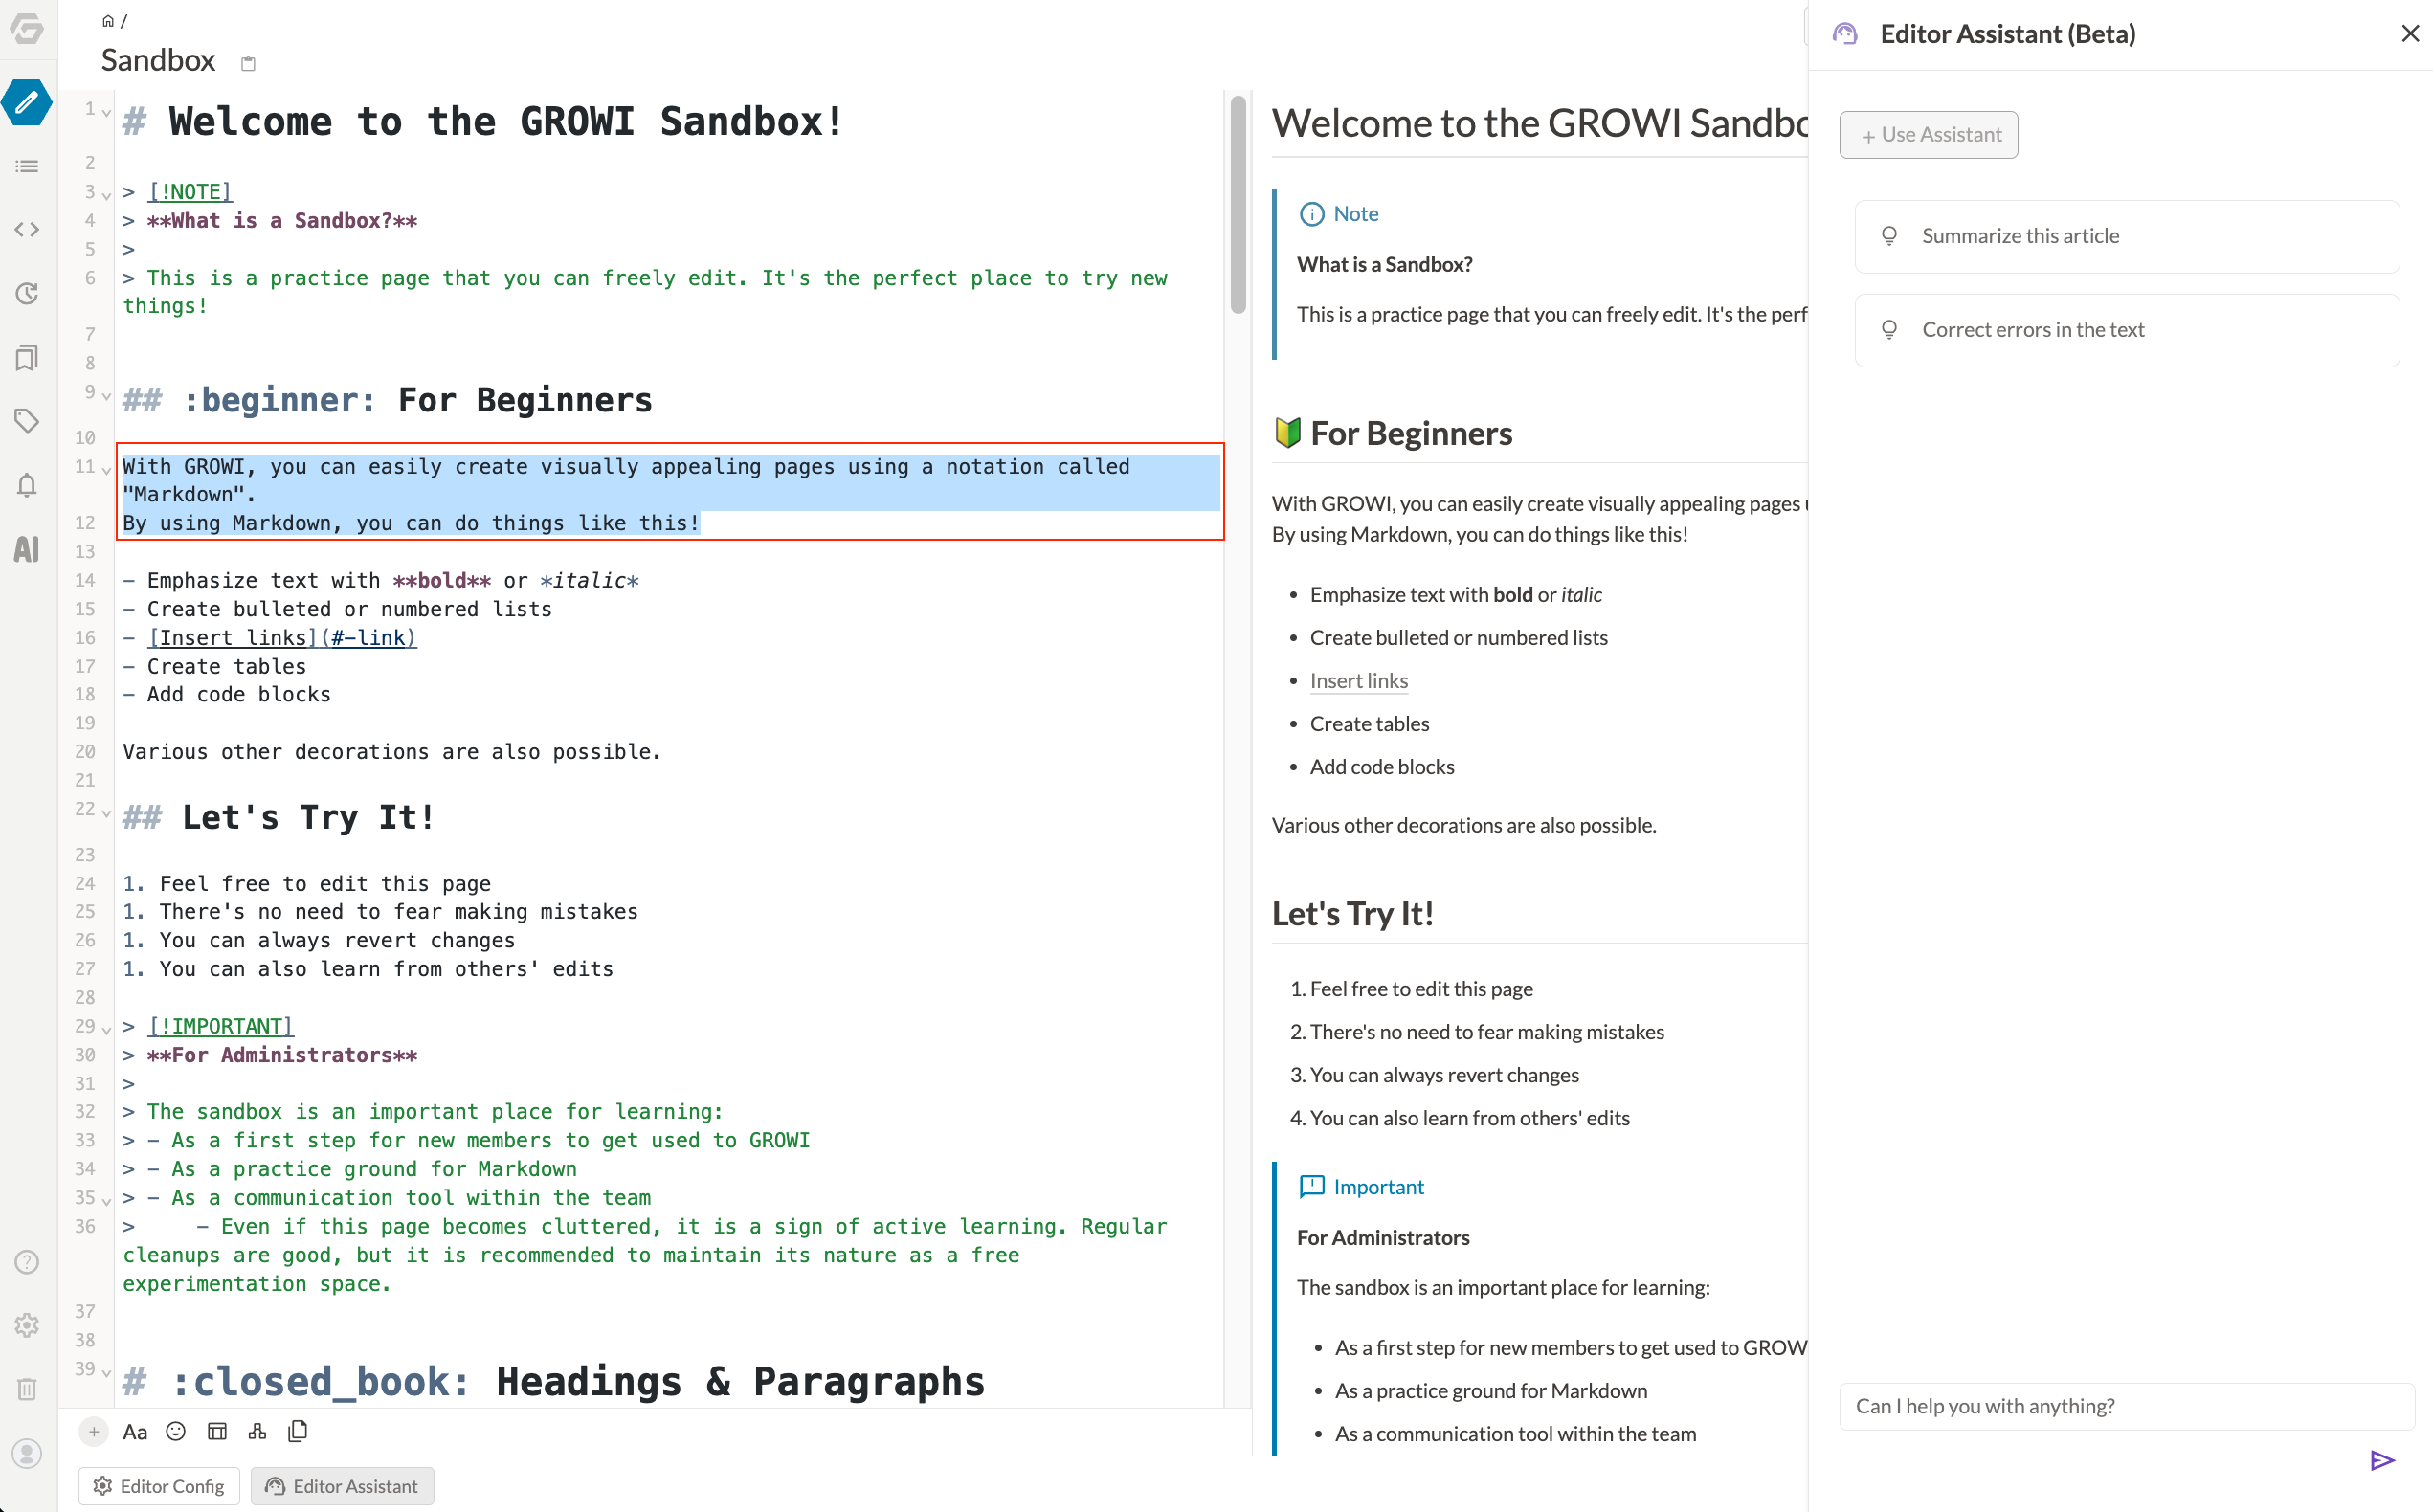 /
Sandbox
1 # Welcome to the GROWI Sandbox!
2
3 > [!NOTE]
4 > **What is a Sandbox?**
5 >
6 > This is a practice page that you can freely edit. It's the perfect place to try new
things!
7
8
9 ## :beginner: For Beginners
10
11 With GROWI, you can easily create visually appealing pages using a notation called
"Markdown".
12 By using Markdown, you can do things like this!
13
14 - Emphasize text with **bold** or *italic*
15 - Create bulleted or numbered lists
16 - [Insert links](#-link)
17 - Create tables
18 - Add code blocks
19
20 Various other decorations are also possible.
21
22 ## Let's Try It!
23
24 1. Feel free to edit this page
25 1. There's no need to fear making mistakes
26 1. You can always revert changes
27 1. You can also learn from others' edits
28
29 > [!IMPORTANT]
30 > **For Administrators**
31 >
32 > The sandbox is an important place for learning:
33 > - As a first step for new members to get used to GROWI
34 > - As a practice ground for Markdown
35 > - As a communication tool within the team
36 >     - Even if this page becomes cluttered, it is a sign of active learning. Regular
cleanups are good, but it is recommended to maintain its nature as a free
experimentation space.
37
38
39 # :closed_book: Headings & Paragraphs
AI
+ Aa
Editor Config
Editor Assistant
Welcome to the GROWI Sandbo
Note
What is a Sandbox?
This is a practice page that you can freely edit. It's the perf
For Beginners
With GROWI, you can easily create visually appealing pages
By using Markdown, you can do things like this!
• Emphasize text with bold or italic
• Create bulleted or numbered lists
• Insert links
• Create tables
• Add code blocks
Various other decorations are also possible.
Let's Try It!
1. Feel free to edit this page
2. There's no need to fear making mistakes
3. You can always revert changes
4. You can also learn from others' edits
Important
For Administrators
The sandbox is an important place for learning:
• As a first step for new members to get used to GROW
• As a practice ground for Markdown
• As a communication tool within the team
Editor Assistant (Beta)
+ Use Assistant
Summarize this article
Correct errors in the text
Can I help you with anything?